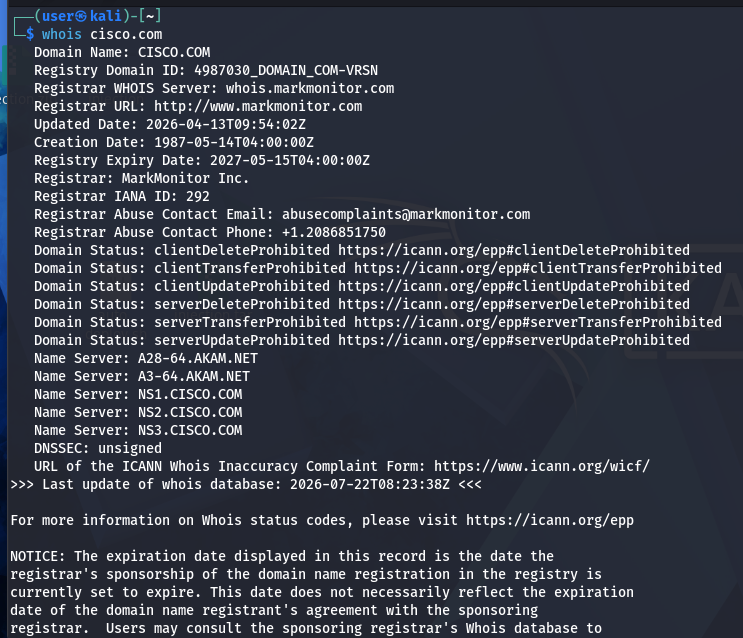 ┌──(user㉿kali)-[~]
└─$ whois cisco.com
Domain Name: CISCO.COM
Registry Domain ID: 4987030_DOMAIN_COM-VRSN
Registrar WHOIS Server: whois.markmonitor.com
Registrar URL: http://www.markmonitor.com
Updated Date: 2026-04-13T09:54:02Z
Creation Date: 1987-05-14T04:00:00Z
Registry Expiry Date: 2027-05-15T04:00:00Z
Registrar: MarkMonitor Inc.
Registrar IANA ID: 292
Registrar Abuse Contact Email: abusecomplaints@markmonitor.com
Registrar Abuse Contact Phone: +1.2086851750
Domain Status: clientDeleteProhibited https://icann.org/epp#clientDeleteProhibited
Domain Status: clientTransferProhibited https://icann.org/epp#clientTransferProhibited
Domain Status: clientUpdateProhibited https://icann.org/epp#clientUpdateProhibited
Domain Status: serverDeleteProhibited https://icann.org/epp#serverDeleteProhibited
Domain Status: serverTransferProhibited https://icann.org/epp#serverTransferProhibited
Domain Status: serverUpdateProhibited https://icann.org/epp#serverUpdateProhibited
Name Server: A28-64.AKAM.NET
Name Server: A3-64.AKAM.NET
Name Server: NS1.CISCO.COM
Name Server: NS2.CISCO.COM
Name Server: NS3.CISCO.COM
DNSSEC: unsigned
URL of the ICANN Whois Inaccuracy Complaint Form: https://www.icann.org/wicf/
>>> Last update of whois database: 2026-07-22T08:23:38Z <<<
For more information on Whois status codes, please visit https://icann.org/epp
NOTICE: The expiration date displayed in this record is the date the
registrar's sponsorship of the domain name registration in the registry is
currently set to expire. This date does not necessarily reflect the expiration
date of the domain name registrant's agreement with the sponsoring
registrar.  Users may consult the sponsoring registrar's Whois database to